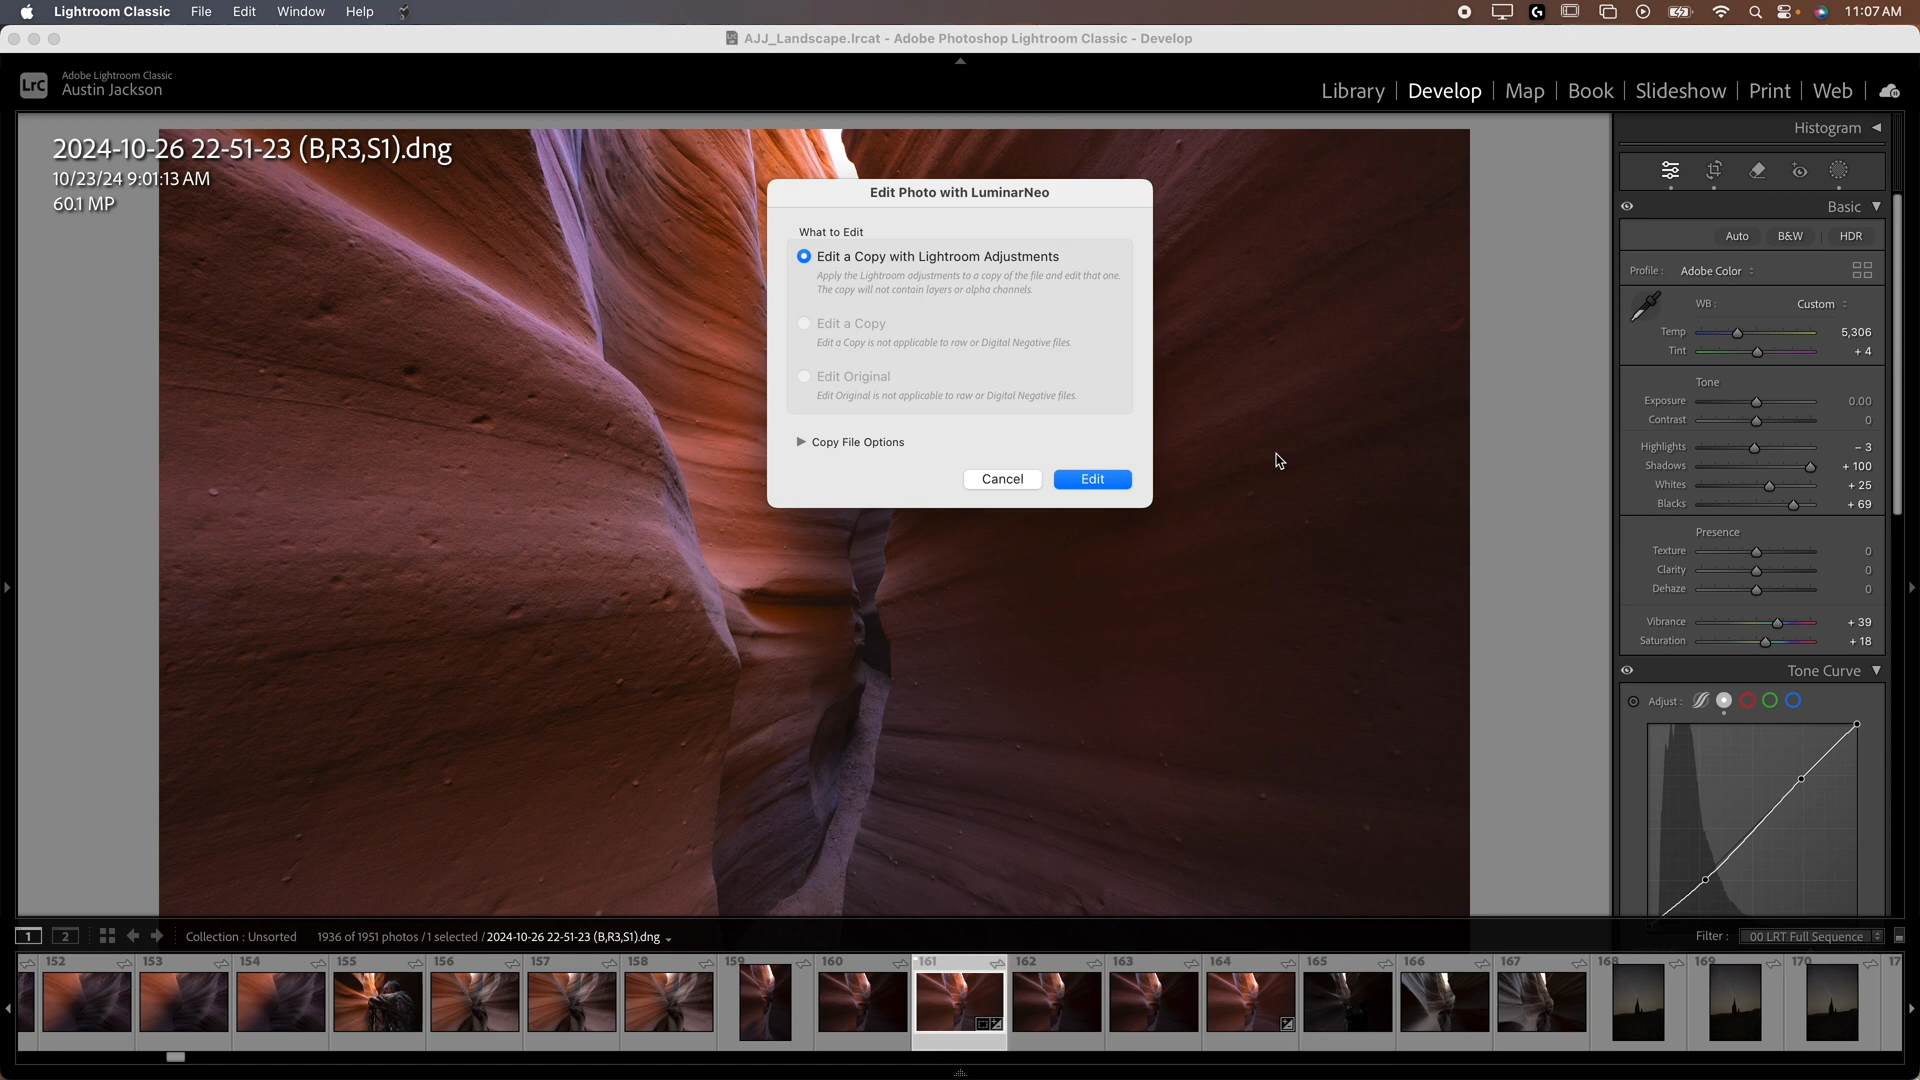 Lightroom Classic File Edit Window Help 11:07 AM
AJJ_Landscape.lrcat - Adobe Photoshop Lightroom Classic - Develop
LrC
Adobe Lightroom Classic
Austin Jackson
Library | Develop | Map | Book | Slideshow | Print | Web
2024-10-26 22-51-23 (B,R3,S1).dng
10/23/24 9:01:13 AM
60.1 MP
Edit Photo with LuminarNeo
What to Edit
Edit a Copy with Lightroom Adjustments
Apply the Lightroom adjustments to a copy of the file and edit that one.
The copy will not contain layers or alpha channels.
Edit a Copy
Edit a Copy is not applicable to raw or Digital Negative files.
Edit Original
Edit Original is not applicable to raw or Digital Negative files.
Copy File Options
Cancel Edit
Histogram
Basic
Auto B&W HDR
Profile : Adobe Color
WB : Custom
Temp 5,306
Tint + 4
Tone
Exposure 0.00
Contrast 0
Highlights - 3
Shadows + 100
Whites + 25
Blacks + 69
Presence
Texture 0
Clarity 0
Dehaze 0
Vibrance + 39
Saturation + 18
Tone Curve
Adjust :
1 2 Collection : Unsorted 1936 of 1951 photos / 1 selected / 2024-10-26 22-51-23 (B,R3,S1).dng Filter : 00 LRT Full Sequence
152 153 154 155 156 157 158 159 160 161 162 163 164 165 166 167 168 169 170 17